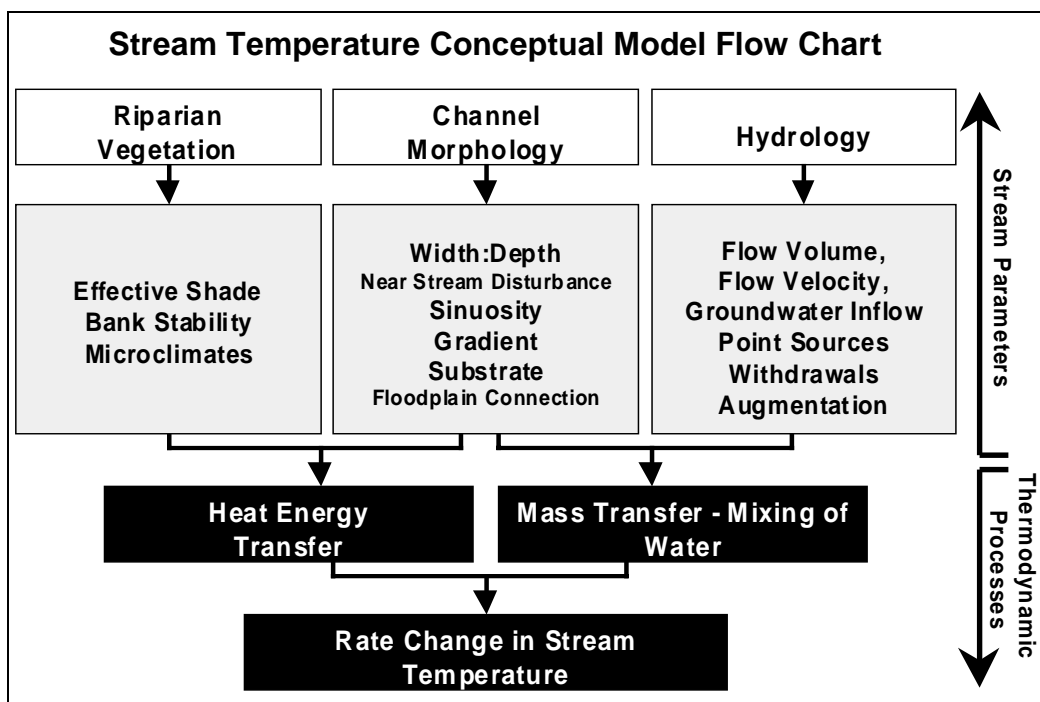 Stream Temperature Conceptual Model Flow Chart
Riparian
Vegetation
Channel
Morphology
Hydrology
Effective Shade
Bank Stability
Microclimates
Width:Depth
Near Stream Disturbance
Sinuosity
Gradient
Substrate
Floodplain Connection
Flow Volume,
Flow Velocity,
Groundwater Inflow
Point Sources
Withdrawals
Augmentation
Stream Parameters
Heat Energy
Transfer
Mass Transfer - Mixing of
Water
Rate Change in Stream
Temperature
Thermodynamic
Processes